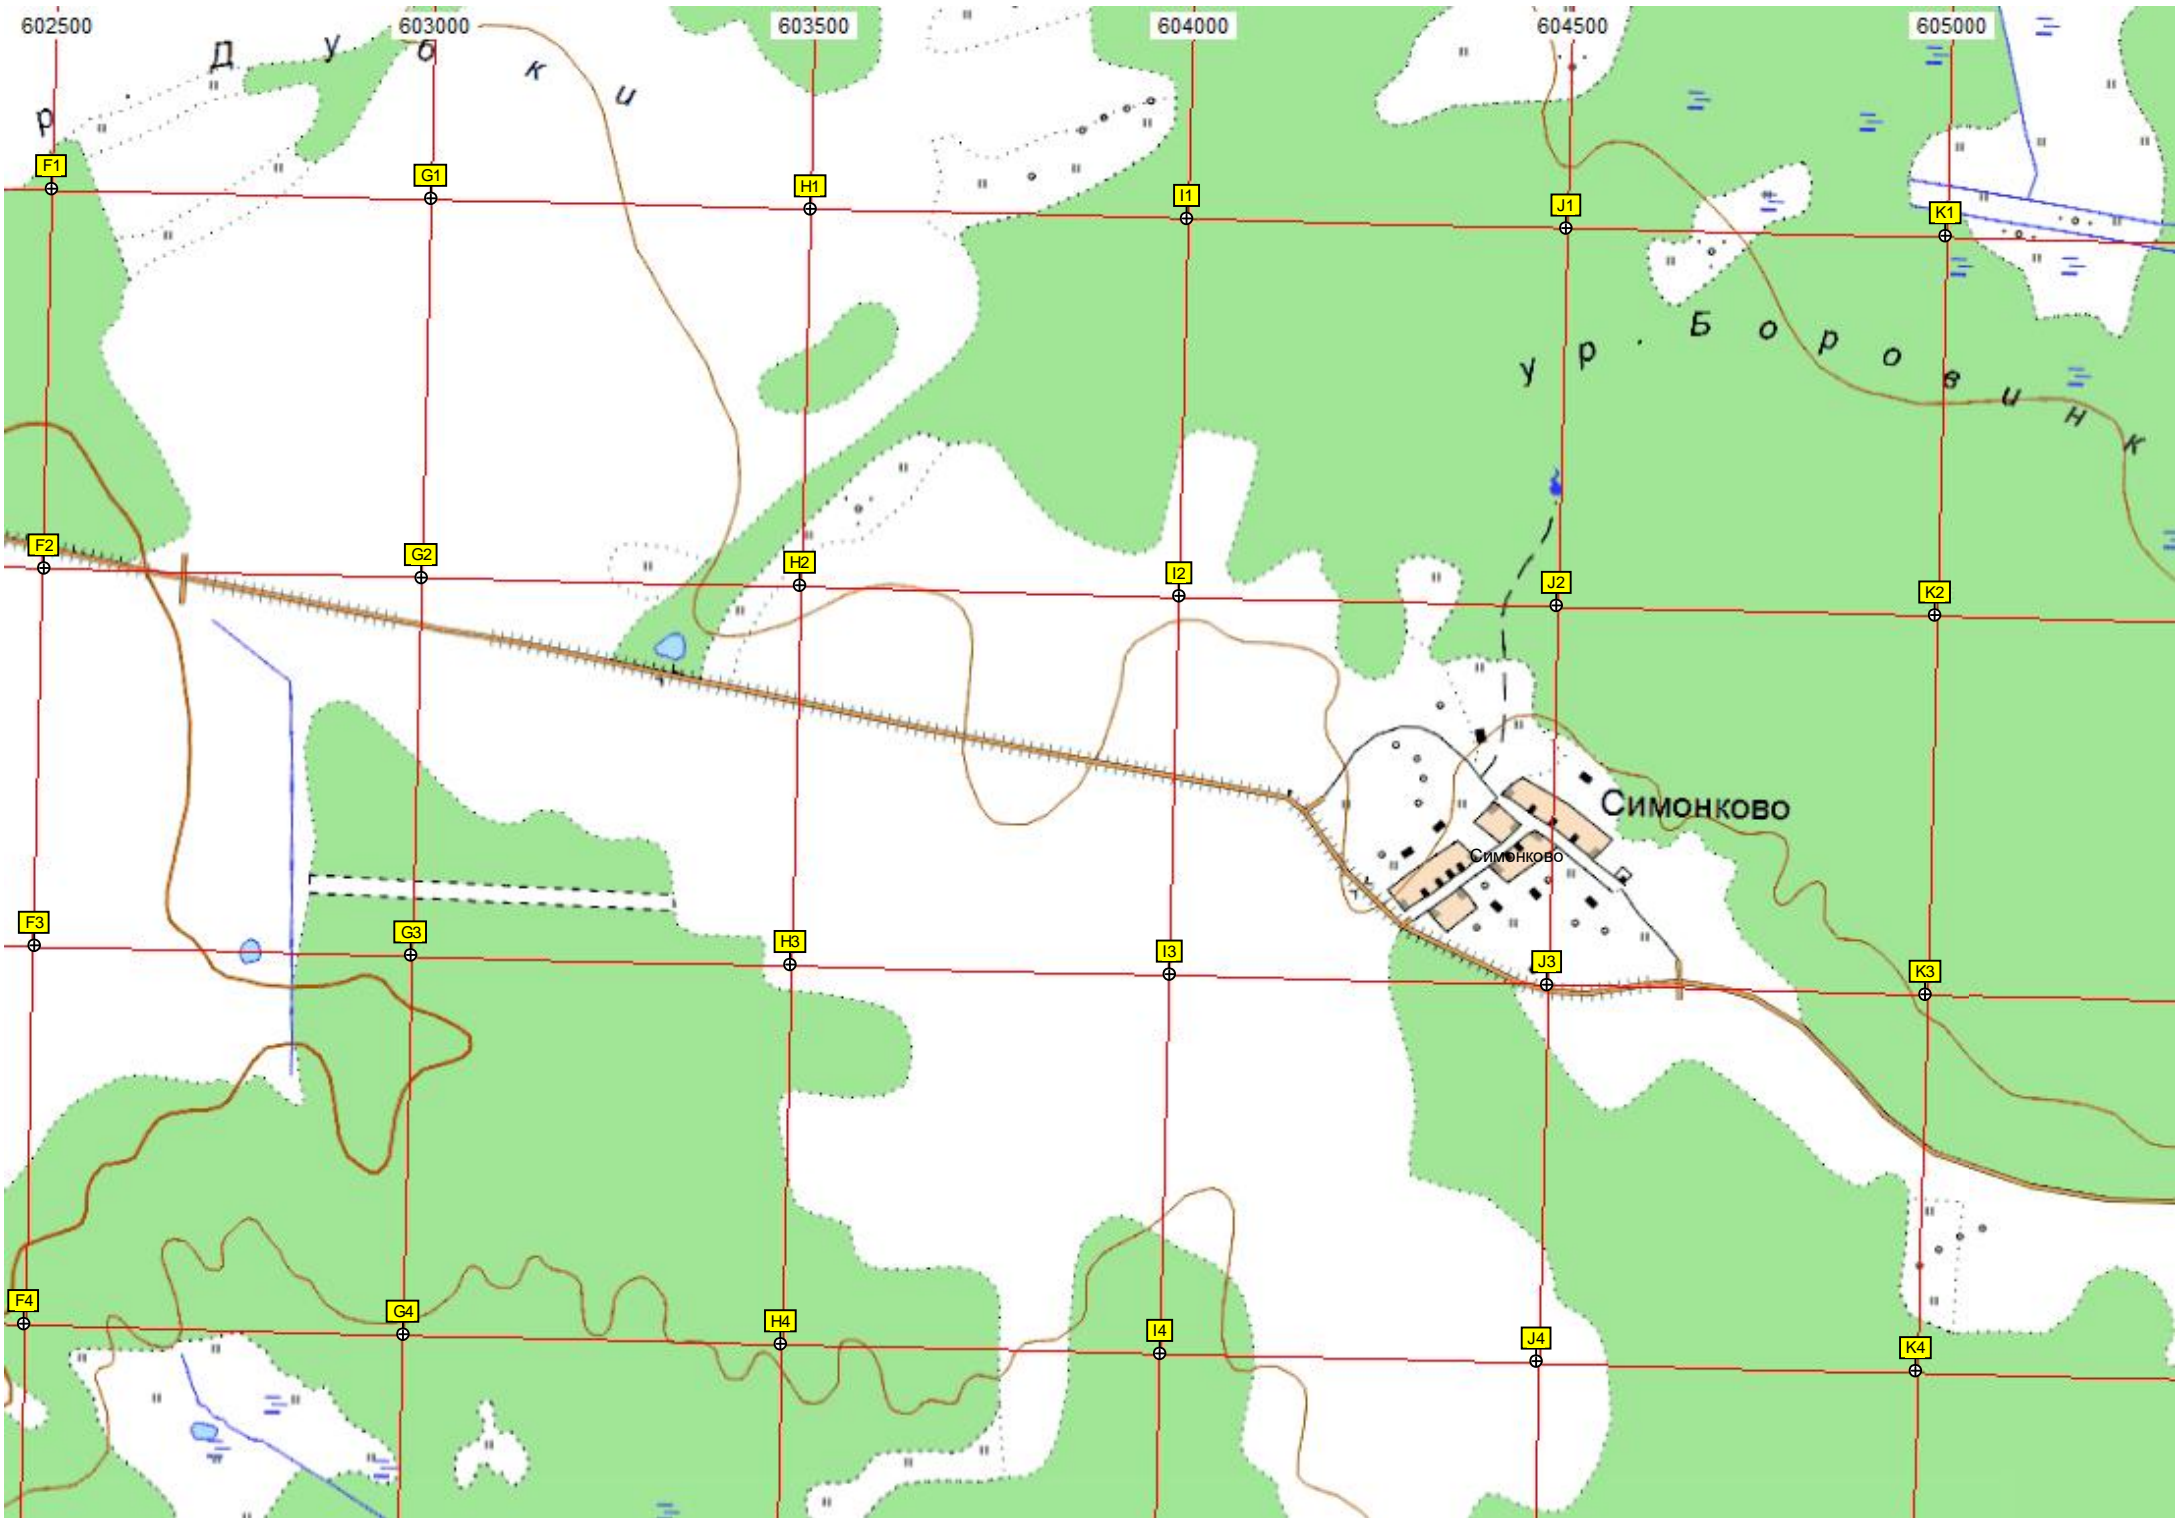 602500 603000 603500 604000 604500 605000
р Д у б к и
F1 G1 H1 I1 J1 K1
ур. Боровинк
F2 G2 H2 I2 J2 K2
Симонково
Симонково
F3 G3 H3 I3 J3 K3
F4 G4 H4 I4 J4 K4